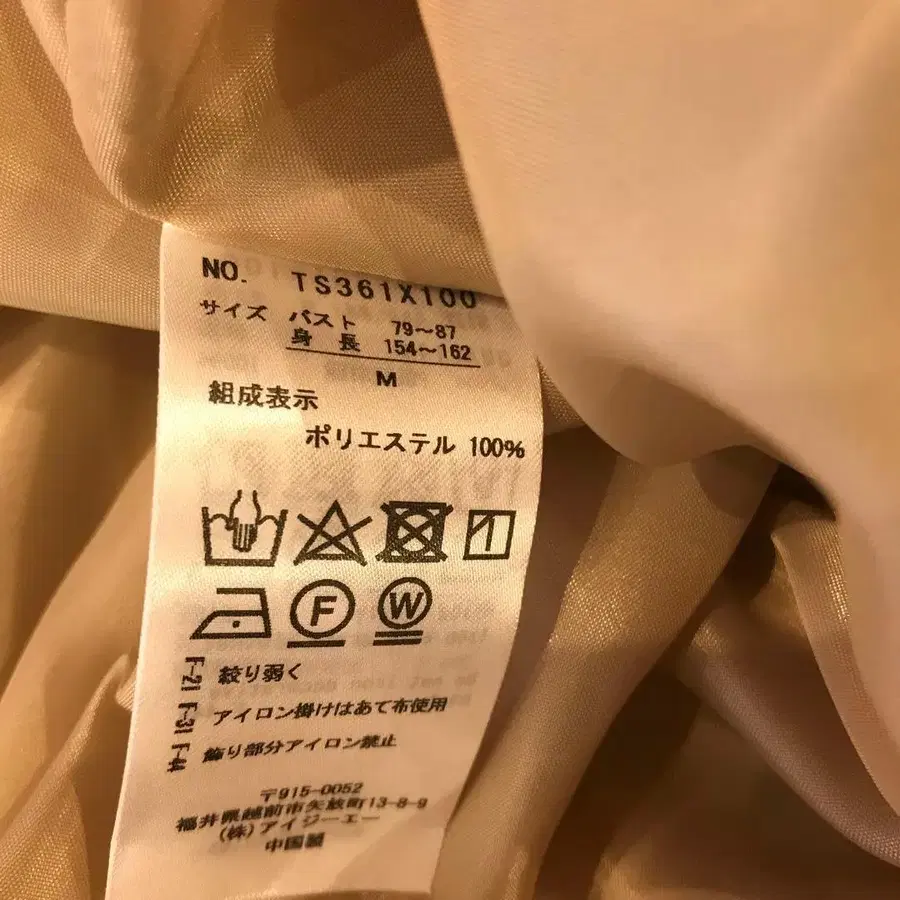 NO. TS361X100
サイズ バスト 79〜87
身長 154〜162
M
組成表示
ポリエステル 100%
F W
F-21 絞り弱く
F-31 アイロン掛けはあて布使用
F-44 飾り部分アイロン禁止
〒915-0052
福井県越前市矢放町13-8-9
(株)アイジーエー
中国製